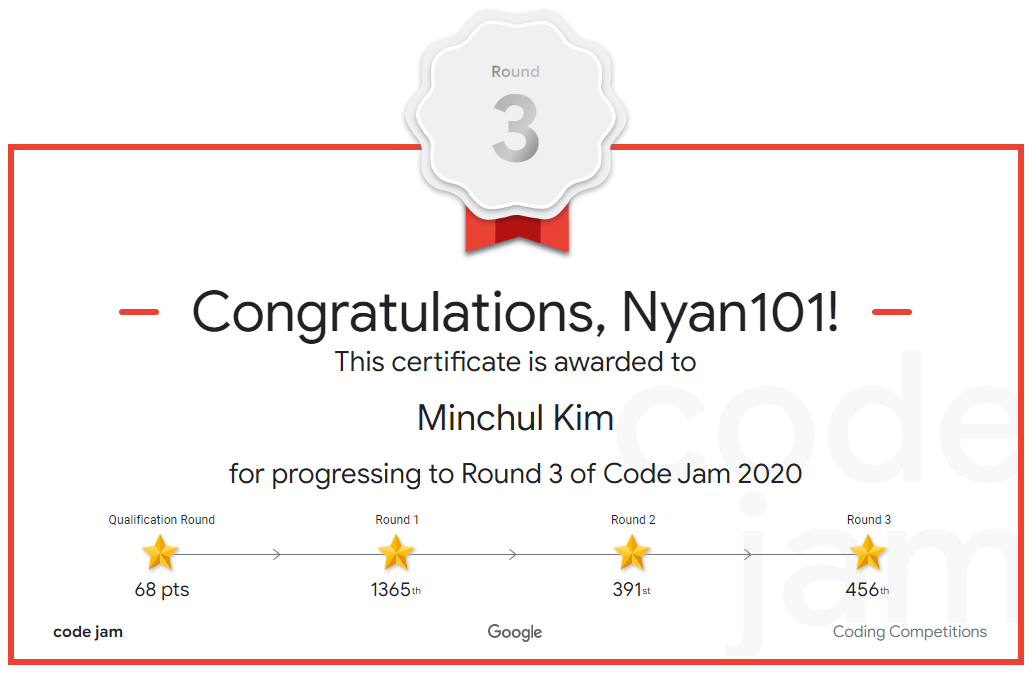 Round
3
Congratulations, Nyan101!
This certificate is awarded to
Minchul Kim
for progressing to Round 3 of Code Jam 2020
Qualification Round Round 1 Round 2 Round 3
68 pts 1365th 391st 456th
code jam Google Coding Competitions
code
jam